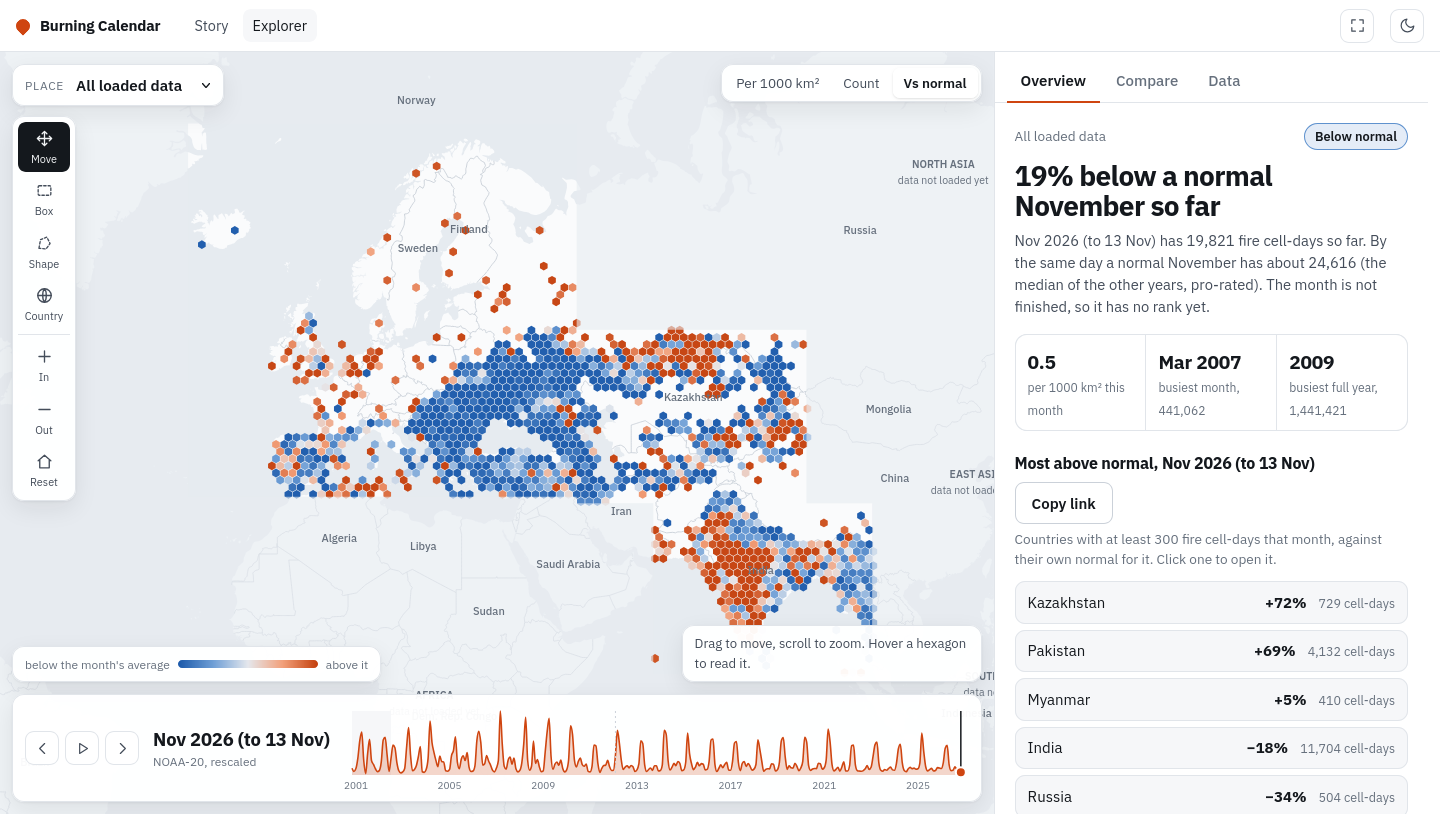 Burning Calendar
Story
Explorer
PLACE All loaded data
Per 1000 km²
Count
Vs normal
Move
Box
Shape
Country
In
Out
Reset
Norway
Sweden
Finland
Russia
NORTH ASIA
data not loaded yet
Kazakhstan
Mongolia
China
Iran
Algeria
Libya
Saudi Arabia
Sudan
below the month's average
above it
Drag to move, scroll to zoom. Hover a hexagon
to read it.
Nov 2026 (to 13 Nov)
NOAA-20, rescaled
2001
2005
2009
2013
2017
2021
2025
Overview
Compare
Data
All loaded data
Below normal
19% below a normal
November so far
Nov 2026 (to 13 Nov) has 19,821 fire cell-days so far. By
the same day a normal November has about 24,616 (the
median of the other years, pro-rated). The month is not
finished, so it has no rank yet.
0.5
per 1000 km² this
month
Mar 2007
busiest month,
441,062
2009
busiest full year,
1,441,421
Most above normal, Nov 2026 (to 13 Nov)
Copy link
Countries with at least 300 fire cell-days that month, against
their own normal for it. Click one to open it.
Kazakhstan +72% 729 cell-days
Pakistan +69% 4,132 cell-days
Myanmar +5% 410 cell-days
India −18% 11,704 cell-days
Russia −34% 504 cell-days